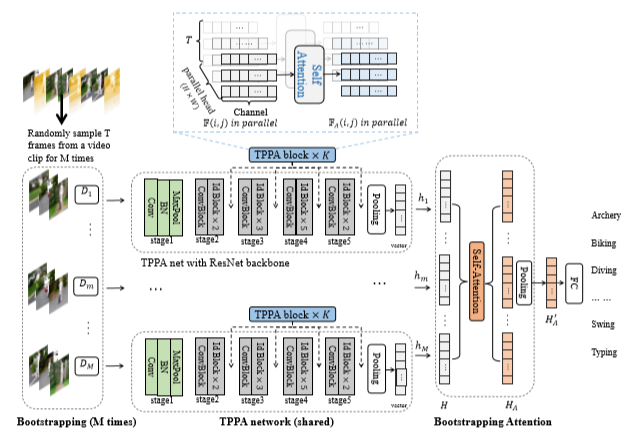 T
parallel head
(H × W)
Channel
Self
Attention
𝔽(i, j) in parallel
𝔽_A(i, j) in parallel
Randomly sample T
frames from a video
clip for M times
TPPA block × K
D_1
Conv
BN
MaxPool
stage1
ConvBlock
Id Block × 2
stage2
ConvBlock
Id Block × 3
stage3
ConvBlock
Id Block × 5
stage4
ConvBlock
Id Block × 2
stage5
Pooling
vector
h_1
TPPA net with ResNet backbone
D_m
...
...
h_m
TPPA block × K
D_M
Conv
BN
MaxPool
stage1
ConvBlock
Id Block × 2
stage2
ConvBlock
Id Block × 3
stage3
ConvBlock
Id Block × 5
stage4
ConvBlock
Id Block × 2
stage5
Pooling
vector
h_M
Self-Attention
Pooling
H'_A
FC
H
H_A
Archery
Biking
Diving
... ...
Swing
Typing
Bootstrapping (M times)
TPPA network (shared)
Bootstrapping Attention